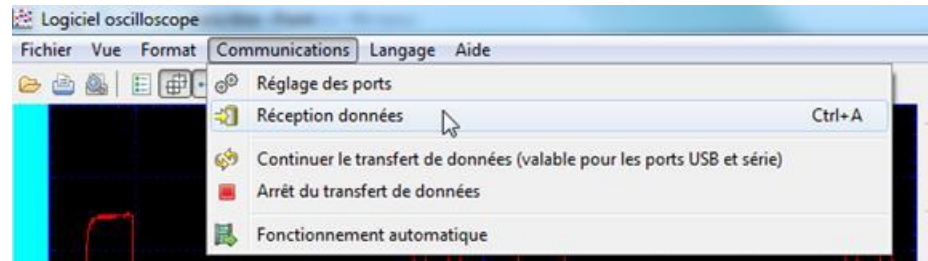 Logiciel oscilloscope
Fichier Vue Format Communications Langage Aide
Réglage des ports
Réception données Ctrl+A
Continuer le transfert de données (valable pour les ports USB et série)
Arrêt du transfert de données
Fonctionnement automatique